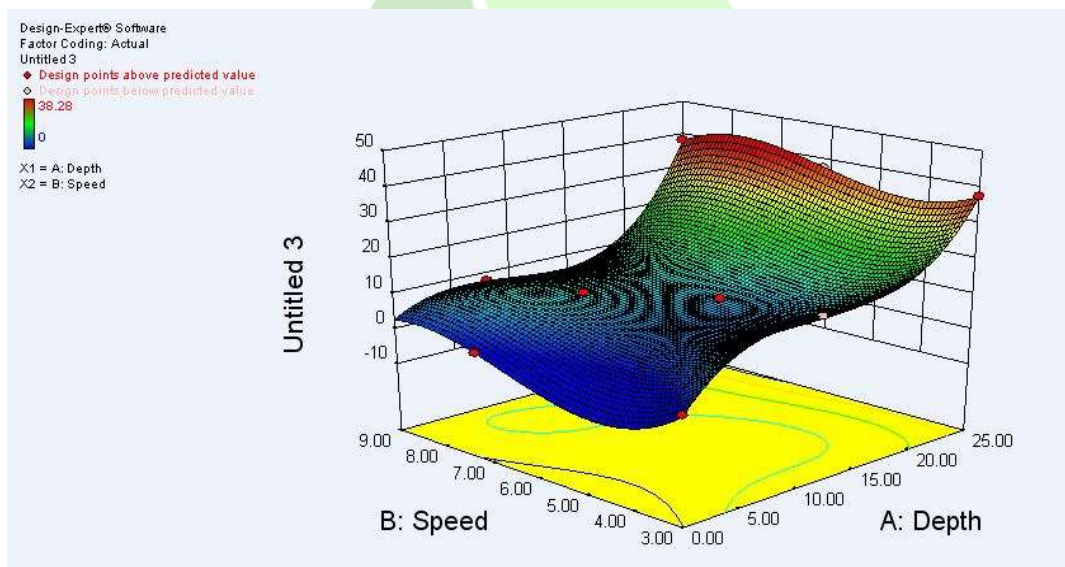 Design-Expert® Software
Factor Coding: Actual
Untitled 3
Design points above predicted value
Design points below predicted value
38.28
0
X1 = A: Depth
X2 = B: Speed
50
40
30
20
10
0
-10
Untitled 3
9.00
8.00
7.00
6.00
5.00
4.00
3.00
B: Speed
0.00
5.00
10.00
15.00
20.00
25.00
A: Depth